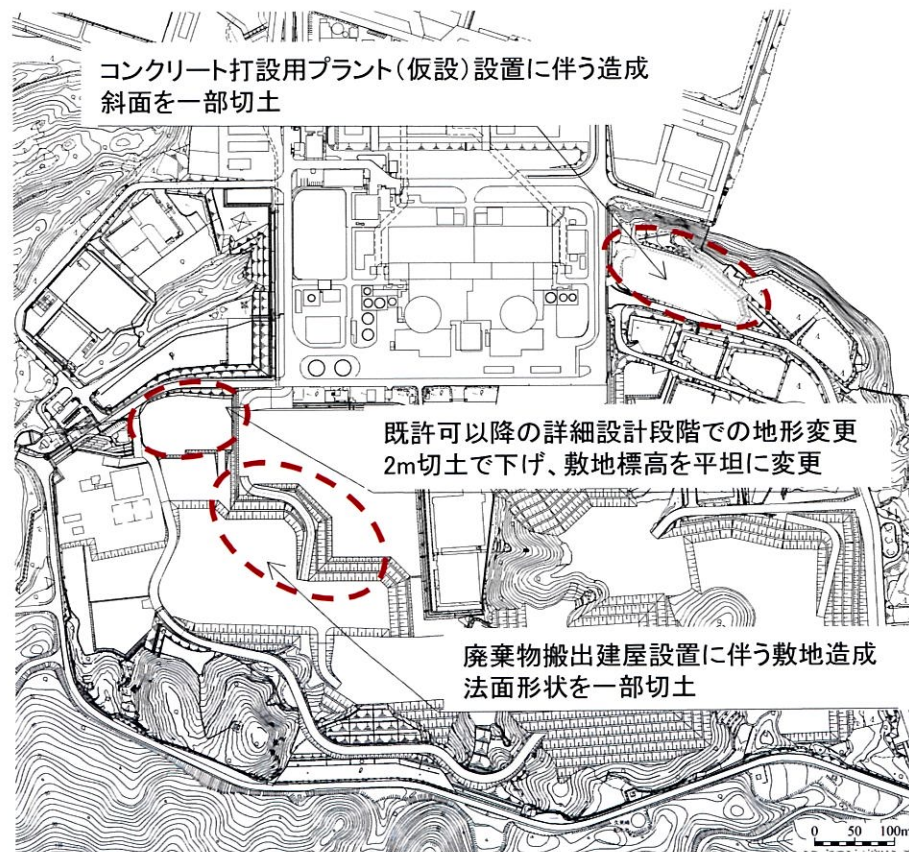 コンクリート打設用プラント(仮設)設置に伴う造成
斜面を一部切土
既許可以降の詳細設計段階での地形変更
2m切土で下げ、敷地標高を平坦に変更
廃棄物搬出建屋設置に伴う敷地造成
法面形状を一部切土
0 50 100m